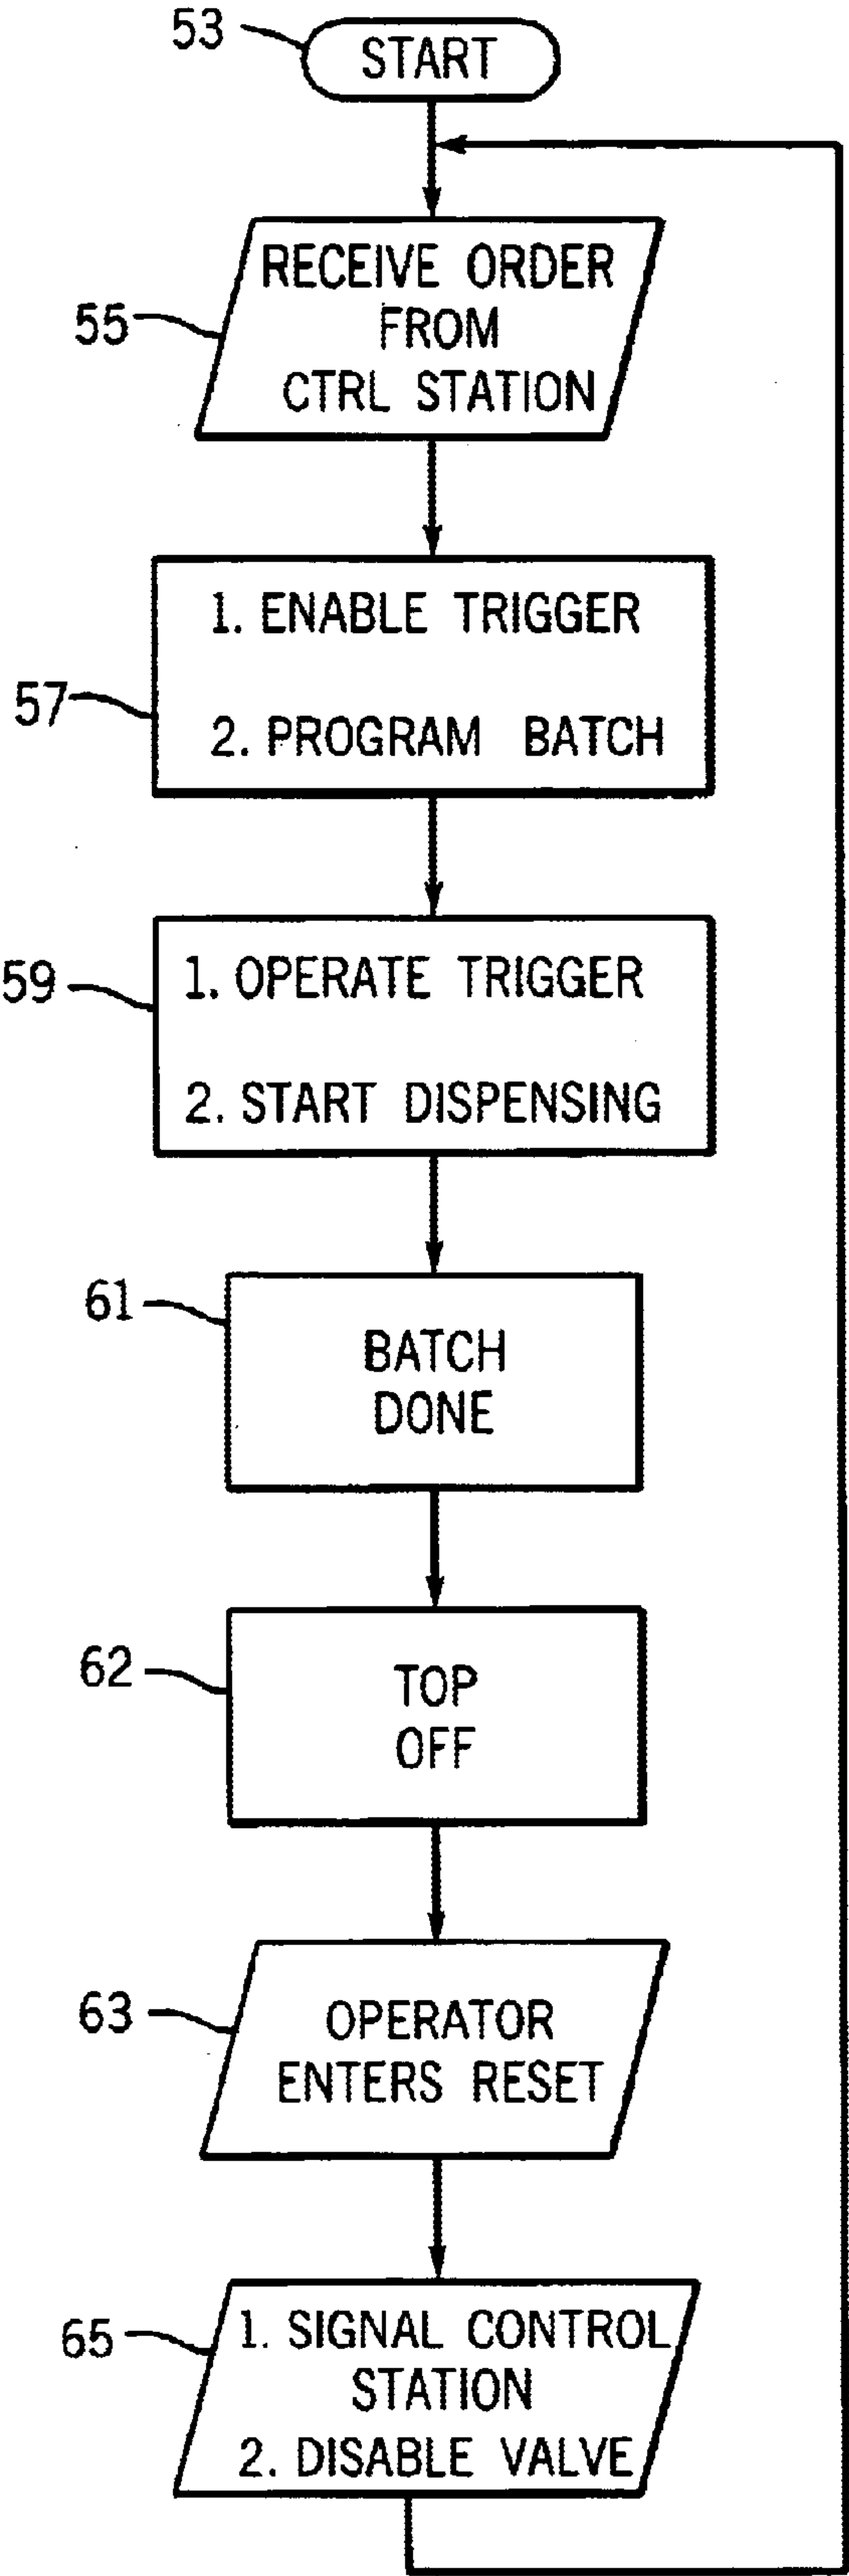 53
START
RECEIVE ORDER
55
FROM
CTRL STATION
1. ENABLE TRIGGER
57
2. PROGRAM BATCH
59
1. OPERATE TRIGGER
2. START DISPENSING
61
BATCH
DONE
62
TOP
OFF
63
OPERATOR
ENTERS RESET
65
1. SIGNAL CONTROL
STATION
2. DISABLE VALVE